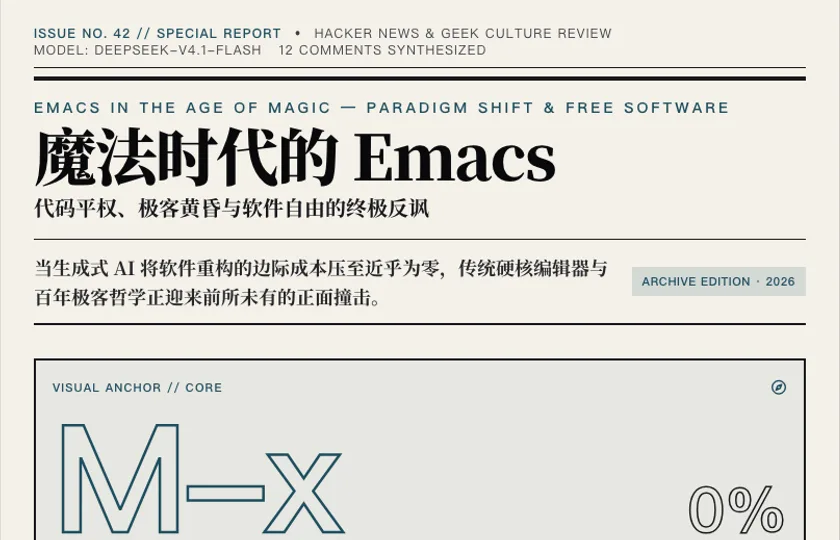 ISSUE NO. 42 // SPECIAL REPORT • HACKER NEWS & GEEK CULTURE REVIEW
MODEL: DEEPSEEK–V4.1–FLASH 12 COMMENTS SYNTHESIZED
EMACS IN THE AGE OF MAGIC — PARADIGM SHIFT & FREE SOFTWARE
魔法时代的 Emacs
代码平权、极客黄昏与软件自由的终极反讽
当生成式 AI 将软件重构的边际成本压至近乎为零，传统硬核编辑器与
百年极客哲学正迎来前所未有的正面撞击。
ARCHIVE EDITION · 2026
VISUAL ANCHOR // CORE
M–x
0%